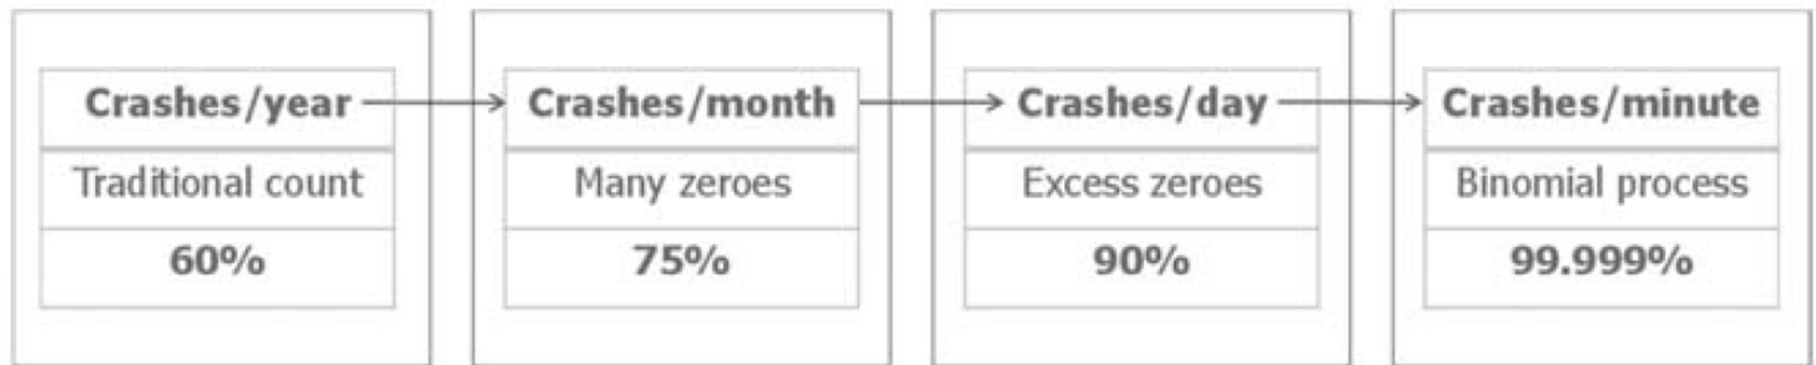 Crashes/year
Traditional count
60%
Crashes/month
Many zeroes
75%
Crashes/day
Excess zeroes
90%
Crashes/minute
Binomial process
99.999%